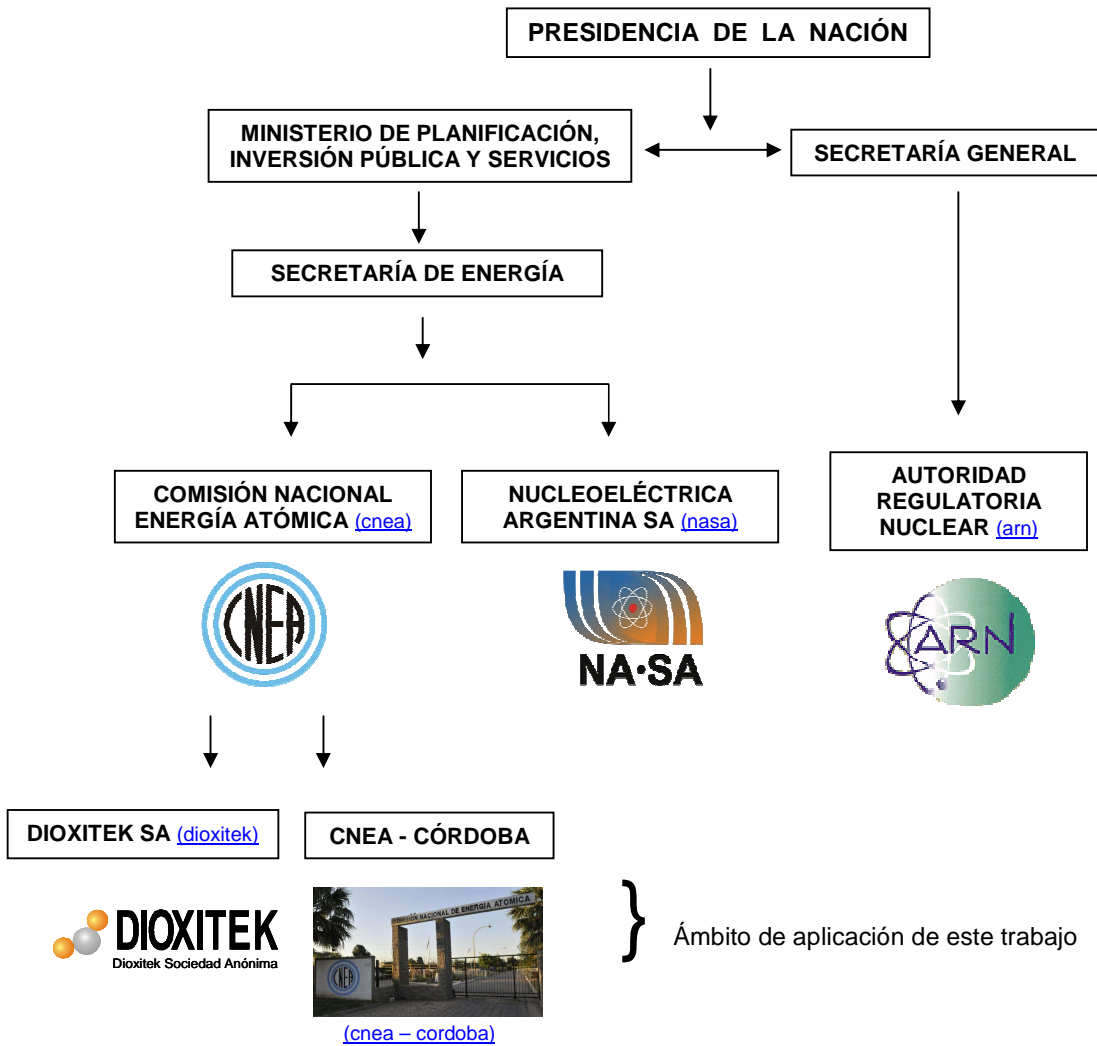 PRESIDENCIA DE LA NACIÓN
MINISTERIO DE PLANIFICACIÓN,
INVERSIÓN PÚBLICA Y SERVICIOS
SECRETARÍA GENERAL
SECRETARÍA DE ENERGÍA
COMISIÓN NACIONAL
ENERGÍA ATÓMICA (cnea)
NUCLEOELÉCTRICA
ARGENTINA SA (nasa)
AUTORIDAD
REGULATORIA
NUCLEAR (arn)
CNEA
NA·SA
ARN
DIOXITEK SA (dioxitek)
CNEA - CÓRDOBA
DIOXITEK
Dioxitek Sociedad Anónima
COMISIÓN NACIONAL DE ENERGIA ATOMICA
CNEA
} Ámbito de aplicación de este trabajo
(cnea – cordoba)